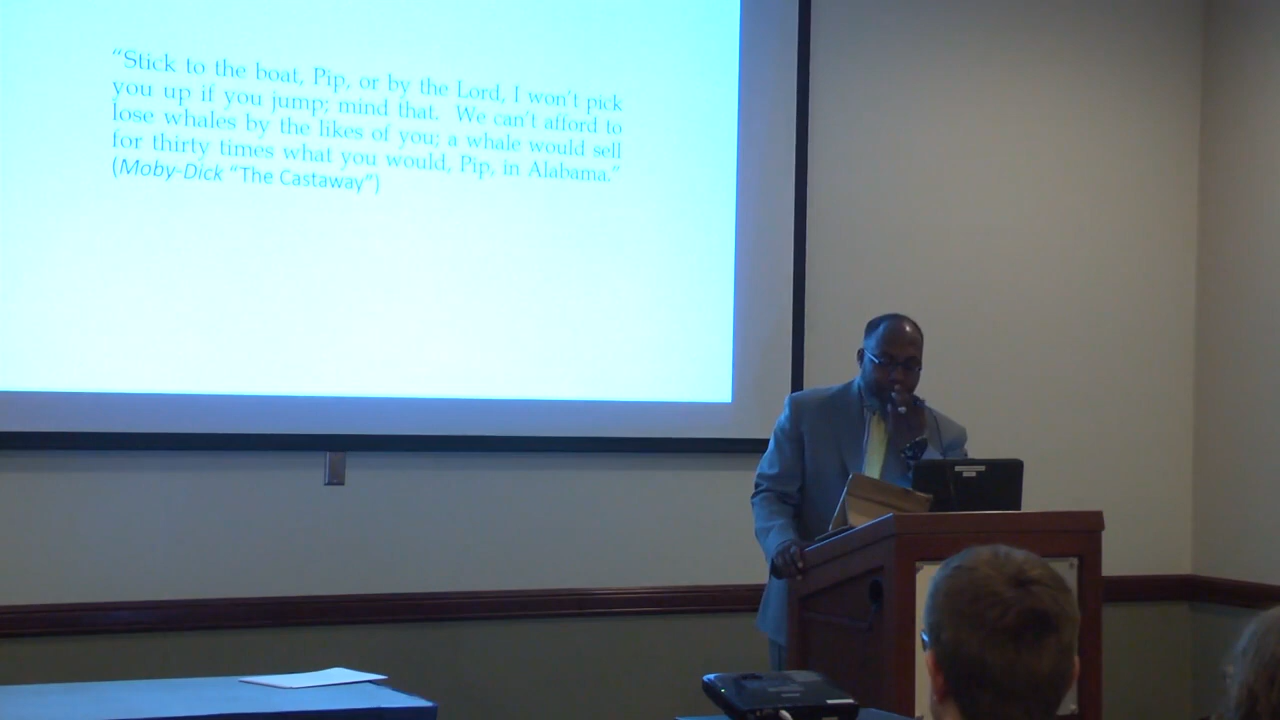 “Stick to the boat, Pip, or by the Lord, I won’t pick
you up if you jump; mind that. We can’t afford to
lose whales by the likes of you; a whale would sell
for thirty times what you would, Pip, in Alabama.”
(Moby-Dick “The Castaway”)